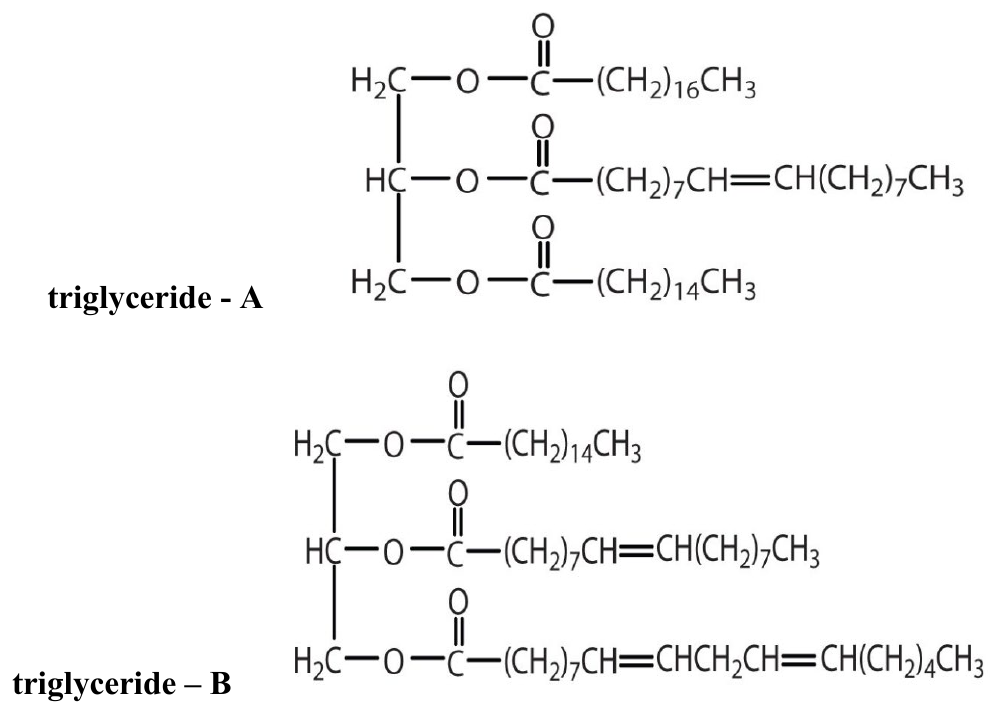 O
H₂C—O—C—(CH₂)₁₆CH₃
O
HC—O—C—(CH₂)₇CH=CH(CH₂)₇CH₃
O
H₂C—O—C—(CH₂)₁₄CH₃
triglyceride - A
O
H₂C—O—C—(CH₂)₁₄CH₃
O
HC—O—C—(CH₂)₇CH=CH(CH₂)₇CH₃
O
H₂C—O—C—(CH₂)₇CH=CHCH₂CH=CH(CH₂)₄CH₃
triglyceride – B